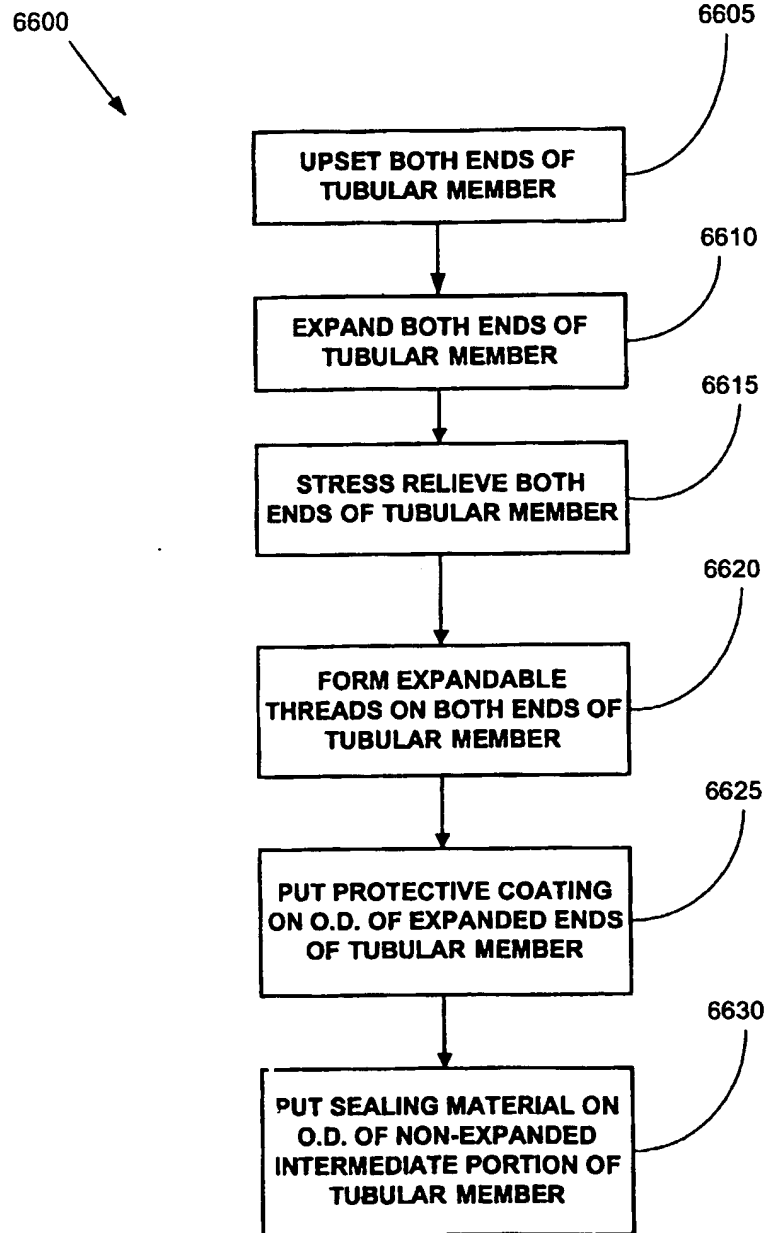 6600
6605
UPSET BOTH ENDS OF
TUBULAR MEMBER
6610
EXPAND BOTH ENDS OF
TUBULAR MEMBER
6615
STRESS RELIEVE BOTH
ENDS OF TUBULAR MEMBER
6620
FORM EXPANDABLE
THREADS ON BOTH ENDS OF
TUBULAR MEMBER
6625
PUT PROTECTIVE COATING
ON O.D. OF EXPANDED ENDS
OF TUBULAR MEMBER
6630
PUT SEALING MATERIAL ON
O.D. OF NON-EXPANDED
INTERMEDIATE PORTION OF
TUBULAR MEMBER